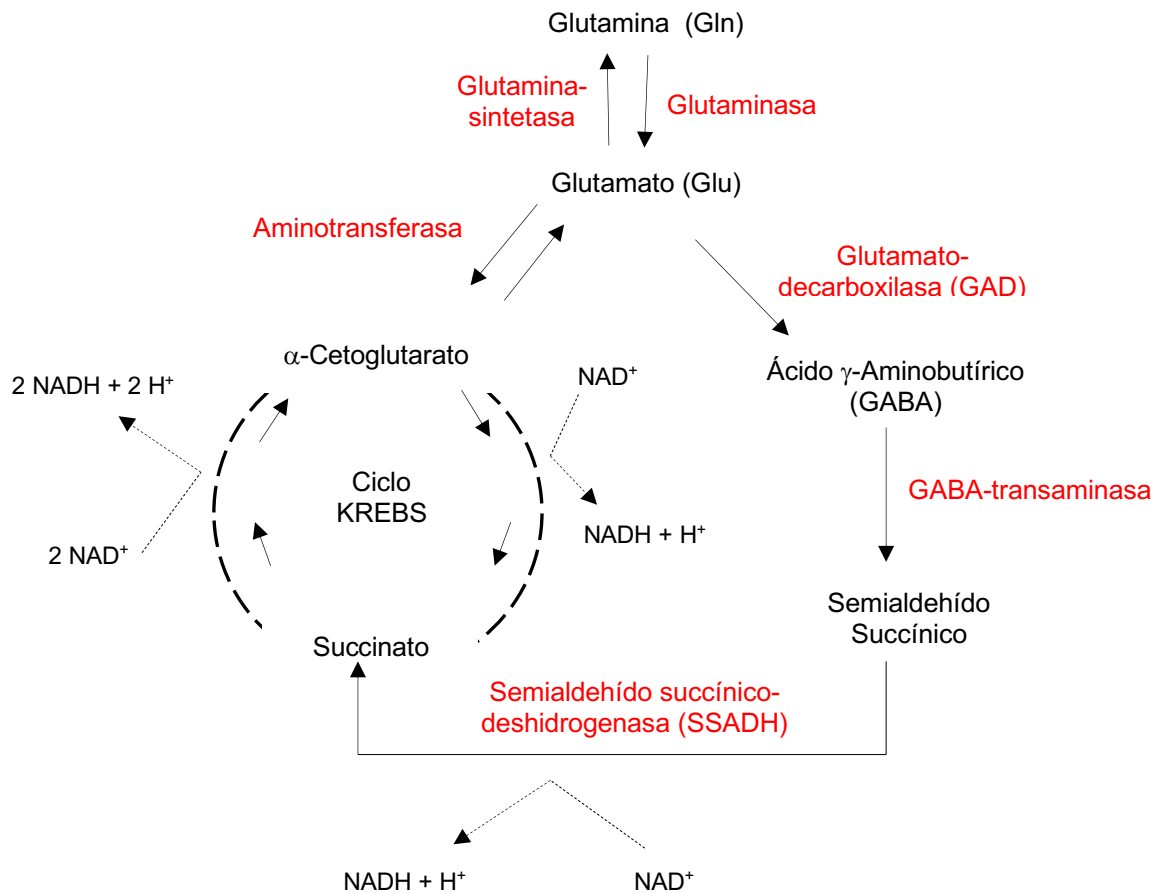 Glutamina (Gln)
Glutamina-
sintetasa
Glutaminasa
Glutamato (Glu)
Aminotransferasa
Glutamato-
decarboxilasa (GAD)
α-Cetoglutarato
Ácido γ-Aminobutírico
(GABA)
2 NADH + 2 H⁺
NAD⁺
Ciclo
KREBS
GABA-transaminasa
NADH + H⁺
2 NAD⁺
Semialdehído
Succínico
Succinato
Semialdehído succínico-
deshidrogenasa (SSADH)
NADH + H⁺
NAD⁺